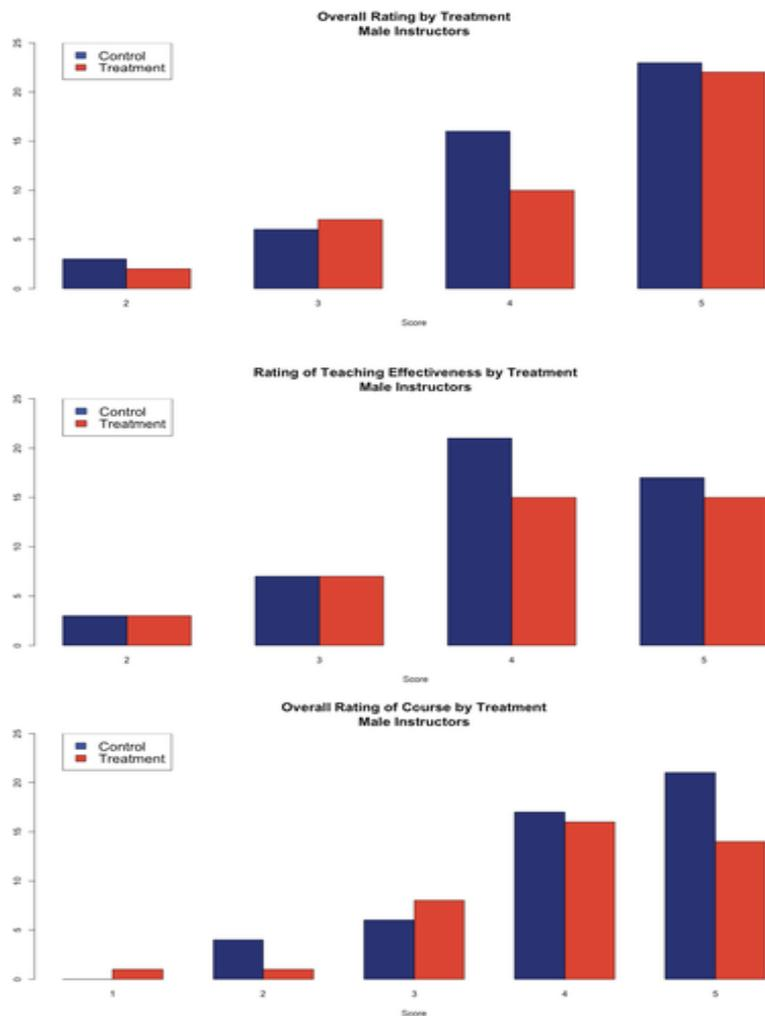 Overall Rating by Treatment
Male Instructors
Control
Treatment
25
20
15
10
5
0
2 3 4 5
Score
Rating of Teaching Effectiveness by Treatment
Male Instructors
Control
Treatment
25
20
15
10
5
0
2 3 4 5
Score
Overall Rating of Course by Treatment
Male Instructors
Control
Treatment
25
20
15
10
5
0
1 2 3 4 5
Score